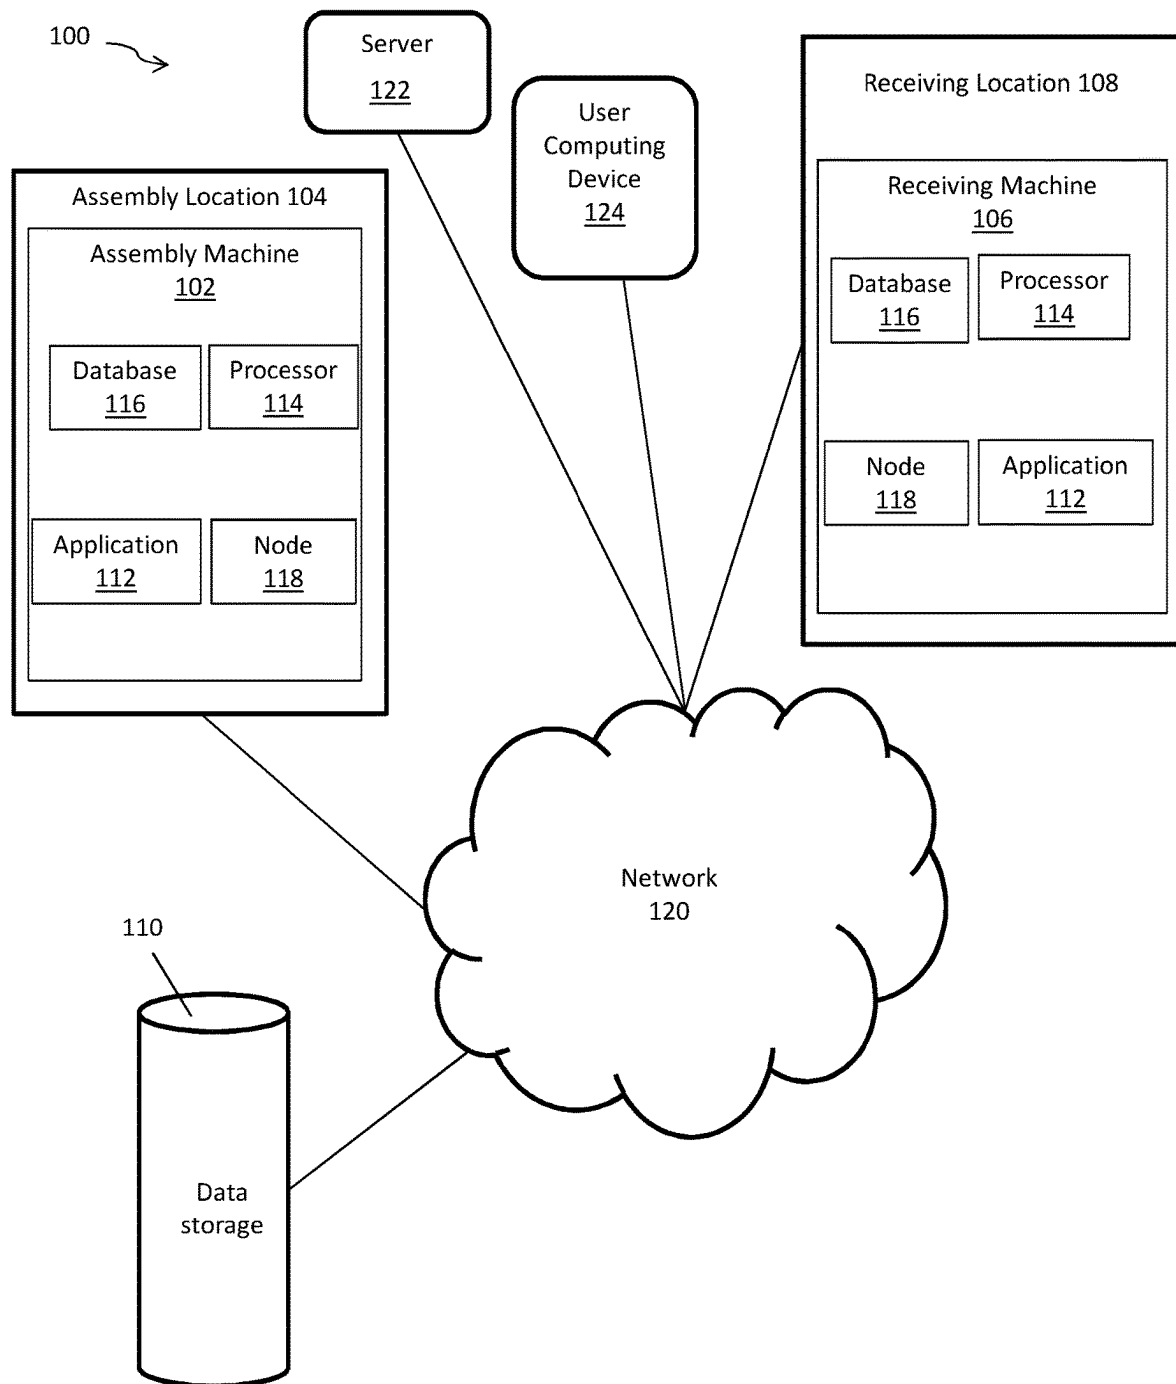 100
Server
122
User
Computing
Device
124
Receiving Location 108
Receiving Machine
106
Database
116
Processor
114
Node
118
Application
112
Assembly Location 104
Assembly Machine
102
Database
116
Processor
114
Application
112
Node
118
Network
120
110
Data
storage